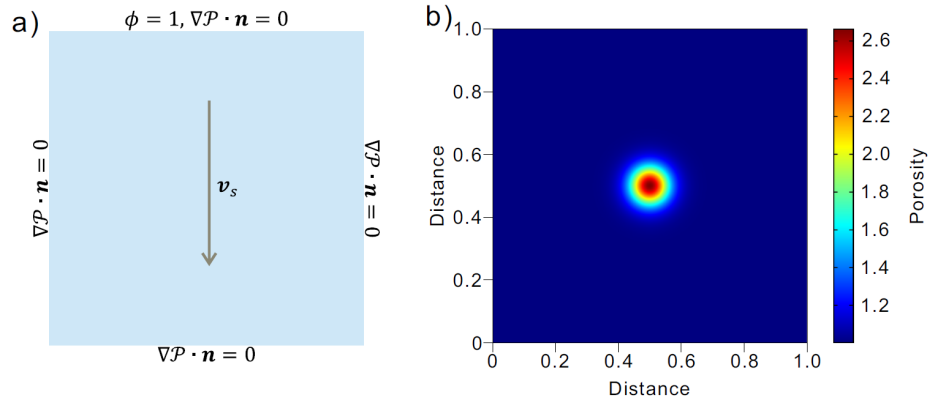 a)
𝜙 = 1, ∇𝒫 · 𝒏 = 0
∇𝒫 · 𝒏 = 0
𝒗ₛ
∇𝒫 · 𝒏 = 0
∇𝒫 · 𝒏 = 0
b)
1.0
0.8
0.6
0.4
0.2
0
Distance
0 0.2 0.4 0.6 0.8 1.0
Distance
2.6
2.4
2.2
2.0
1.8
1.6
1.4
1.2
Porosity